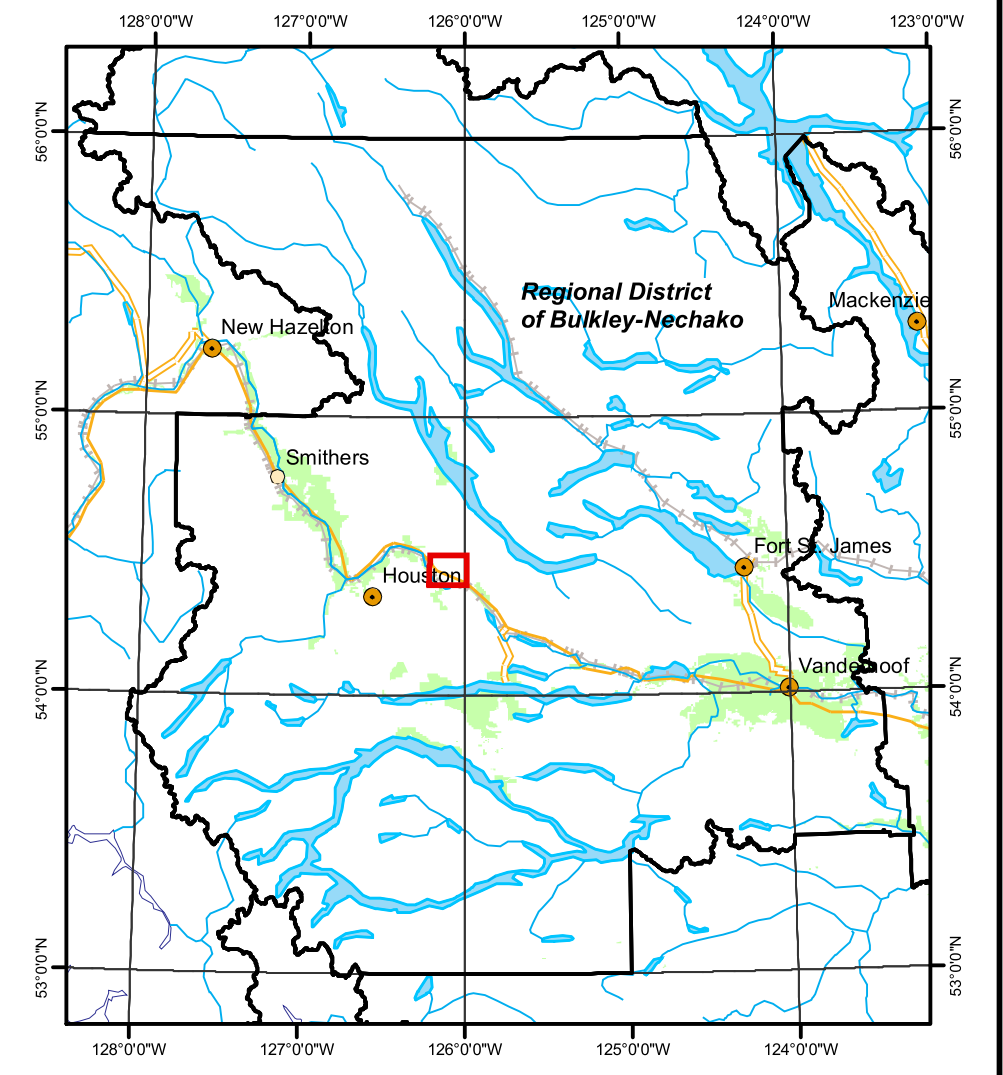 128°0'0"W 127°0'0"W 126°0'0"W 125°0'0"W 124°0'0"W 123°0'0"W
56°0'0"N 56°0'0"N
Regional District
of Bulkley-Nechako
Mackenzie
New Hazelton
55°0'0"N 55°0'0"N
Smithers
Fort St. James
Houston
Vanderhoof
54°0'0"N 54°0'0"N
53°0'0"N 53°0'0"N
128°0'0"W 127°0'0"W 126°0'0"W 125°0'0"W 124°0'0"W